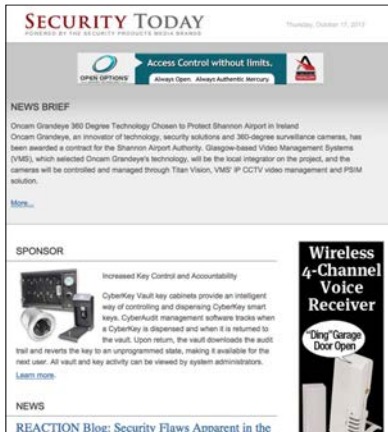 SECURITY TODAY
POWERED BY THE SECURITY PRODUCTS MEDIA BRANDS
Thursday, October 17, 2013
OPEN OPTIONS
Access Control without limits.
Always Open. Always Authentic Mercury.
NEWS BRIEF
Oncam Grandeye 360 Degree Technology Chosen to Protect Shannon Airport in Ireland
Oncam Grandeye, an innovator of technology, security solutions and 360-degree surveillance cameras, has
been awarded a contract for the Shannon Airport Authority. Glasgow-based Video Management Systems
(VMS), which selected Oncam Grandeye's technology, will be the local integrator on the project, and the
cameras will be controlled and managed through Titan Vision, VMS' IP CCTV video management and PSIM
solution.
More...
SPONSOR
Increased Key Control and Accountability
CyberKey Vault key cabinets provide an intelligent
way of controlling and dispensing CyberKey smart
keys. CyberAudit management software tracks when
a CyberKey is dispensed and when it is returned to
the vault. Upon return, the vault downloads the audit
trail and reverts the key to an unprogrammed state, making it available for the
next user. All vault and key activity can be viewed by system administrators.
Learn more.
Wireless
4-Channel
Voice
Receiver
"Ding"Garage
Door Open
NEWS
REACTION Blog: Security Flaws Apparent in the